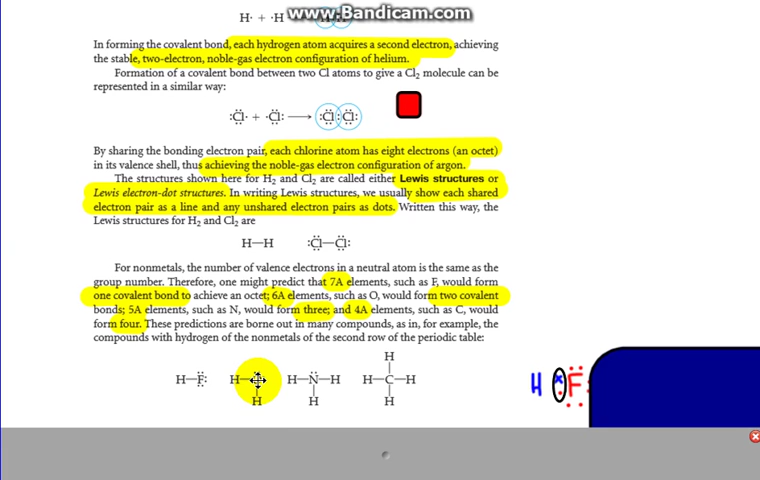 www.Bandicam.com
H· + ·H
In forming the covalent bond, each hydrogen atom acquires a second electron, achieving
the stable, two-electron, noble-gas electron configuration of helium.
Formation of a covalent bond between two Cl atoms to give a Cl₂ molecule can be
represented in a similar way:
:C̈l· + ·C̈l: ⟶ :C̈l:C̈l:
By sharing the bonding electron pair, each chlorine atom has eight electrons (an octet)
in its valence shell, thus achieving the noble-gas electron configuration of argon.
The structures shown here for H₂ and Cl₂ are called either Lewis structures or
Lewis electron-dot structures. In writing Lewis structures, we usually show each shared
electron pair as a line and any unshared electron pairs as dots. Written this way, the
Lewis structures for H₂ and Cl₂ are
H—H :C̈l—C̈l:
For nonmetals, the number of valence electrons in a neutral atom is the same as the
group number. Therefore, one might predict that 7A elements, such as F, would form
one covalent bond to achieve an octet; 6A elements, such as O, would form two covalent
bonds; 5A elements, such as N, would form three; and 4A elements, such as C, would
form four. These predictions are borne out in many compounds, as in, for example, the
compounds with hydrogen of the nonmetals of the second row of the periodic table:
H
H—F̈: H— H—N̈—H H—C—H H x F
H H H